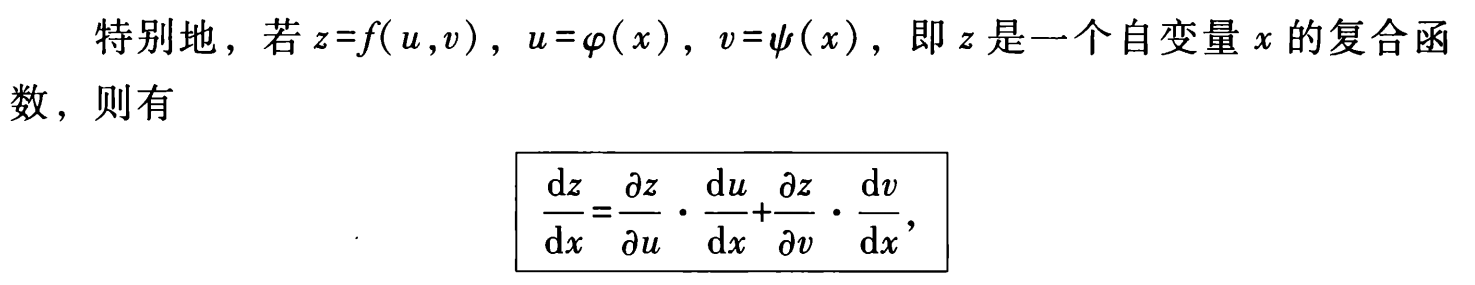 特别地，若 z=f(u,v)，u=φ(x)，v=ψ(x)，即 z 是一个自变量 x 的复合函
数，则有
dz/dx=∂z/∂u·du/dx+∂z/∂v·dv/dx,